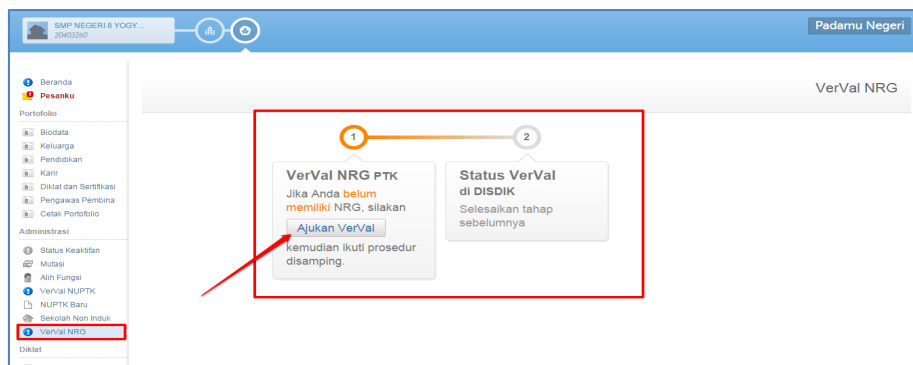 SMP NEGERI 8 YOGY...
20403260
Padamu Negeri
Beranda
Pesanku
Portofolio
Biodata
Keluarga
Pendidikan
Karir
Diklat dan Sertifikasi
Pengawas Pembina
Cetak Portofolio
Administrasi
Status Keaktifan
Mutasi
Alih Fungsi
VerVal NUPTK
NUPTK Baru
Sekolah Non Induk
VerVal NRG
Diklat
VerVal NRG
1
2
VerVal NRG PTK
Jika Anda belum
memiliki NRG, silakan
Ajukan VerVal
kemudian ikuti prosedur
disamping.
Status VerVal
di DISDIK
Selesaikan tahap
sebelumnya